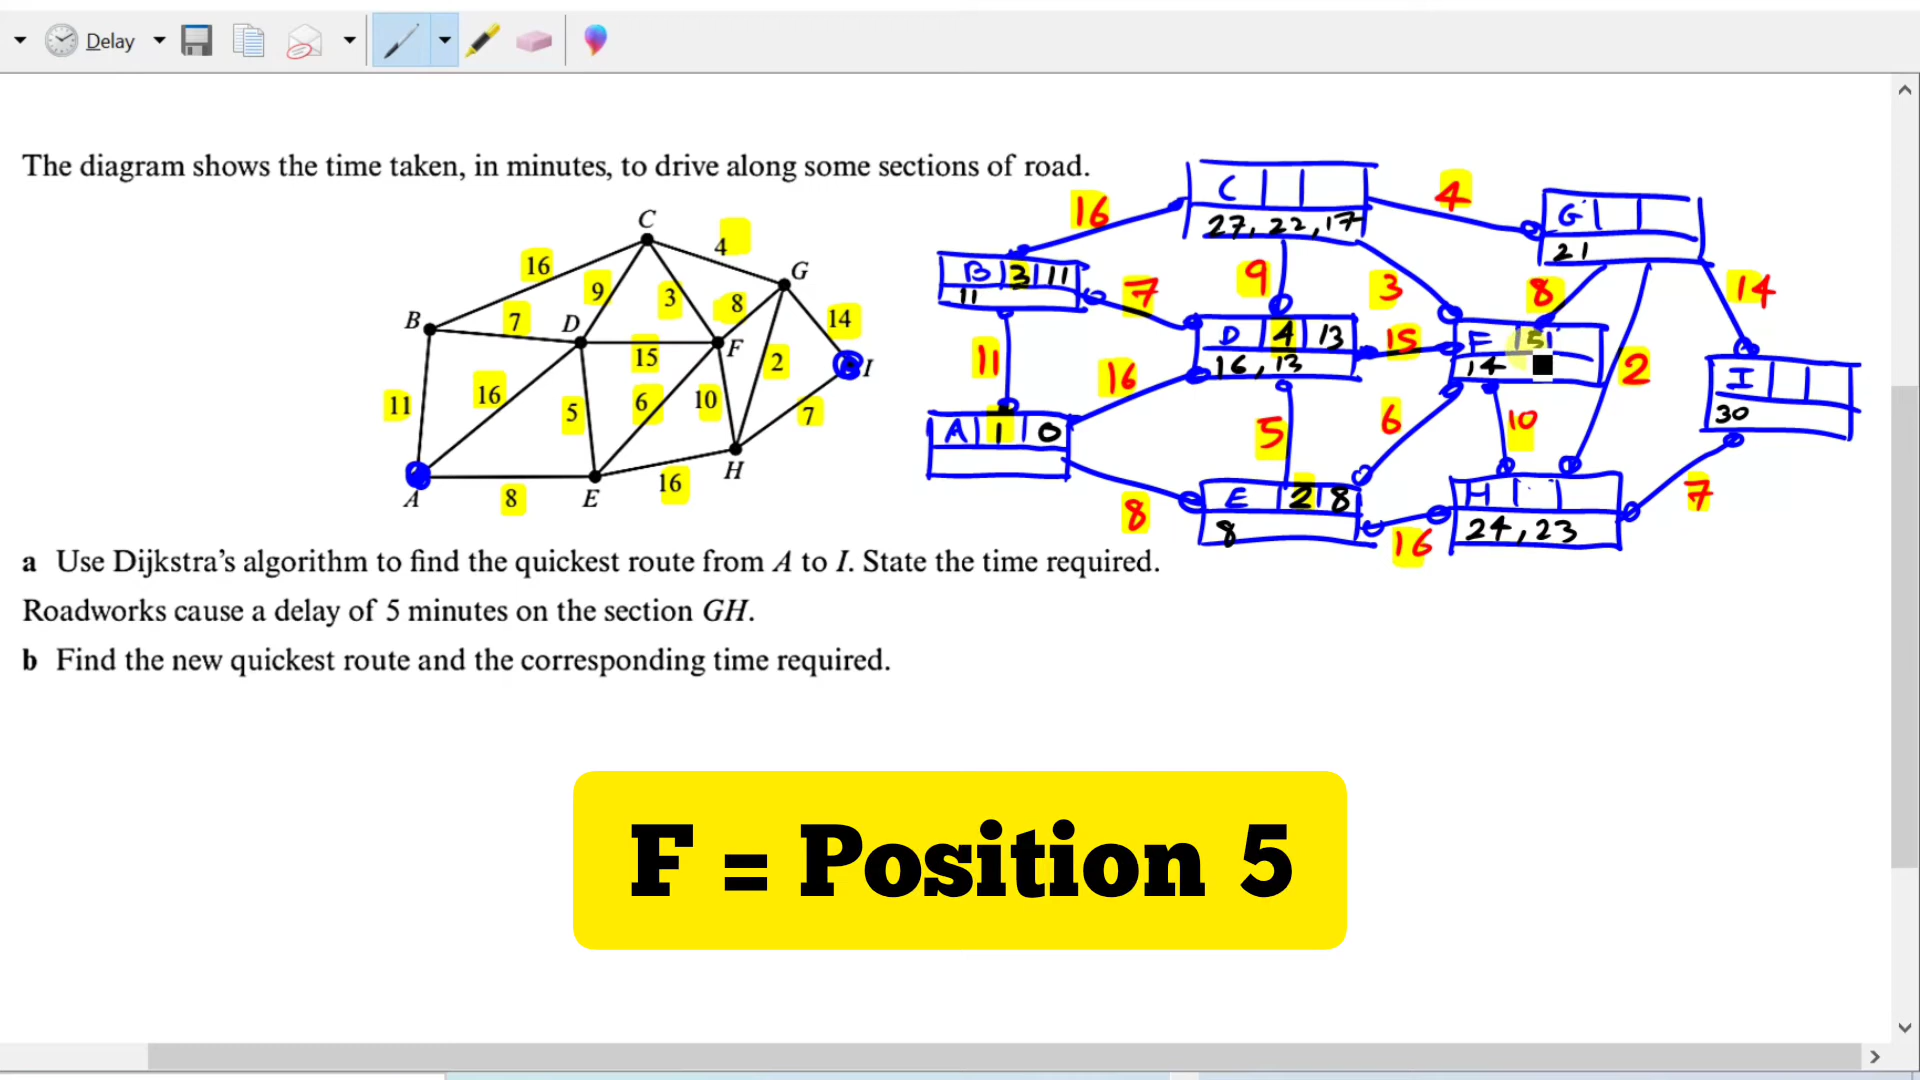 Delay
The diagram shows the time taken, in minutes, to drive along some sections of road.
C
4
16
G
9
3
8
B
7
D
14
F
15
2
I
16
11
5
6
10
7
H
16
A
8
E
C
27, 22, 17
16
4
G
21
B 3 11
11
7
9
3
8
14
D 4 13
16, 13
15
F 5
14
2
I
30
11
16
A 1 0
5
6
10
8
E 2 8
8
16
H
24, 23
7
a Use Dijkstra's algorithm to find the quickest route from A to I. State the time required.
Roadworks cause a delay of 5 minutes on the section GH.
b Find the new quickest route and the corresponding time required.
F = Position 5